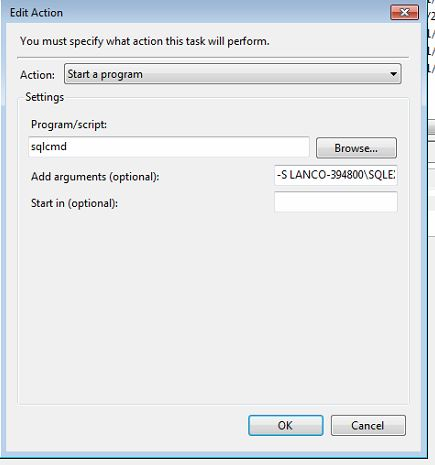 Edit Action
You must specify what action this task will perform.
Action: Start a program
Settings
Program/script:
sqlcmd Browse...
Add arguments (optional): -S LANCO-394800\SQLE
Start in (optional):
OK Cancel